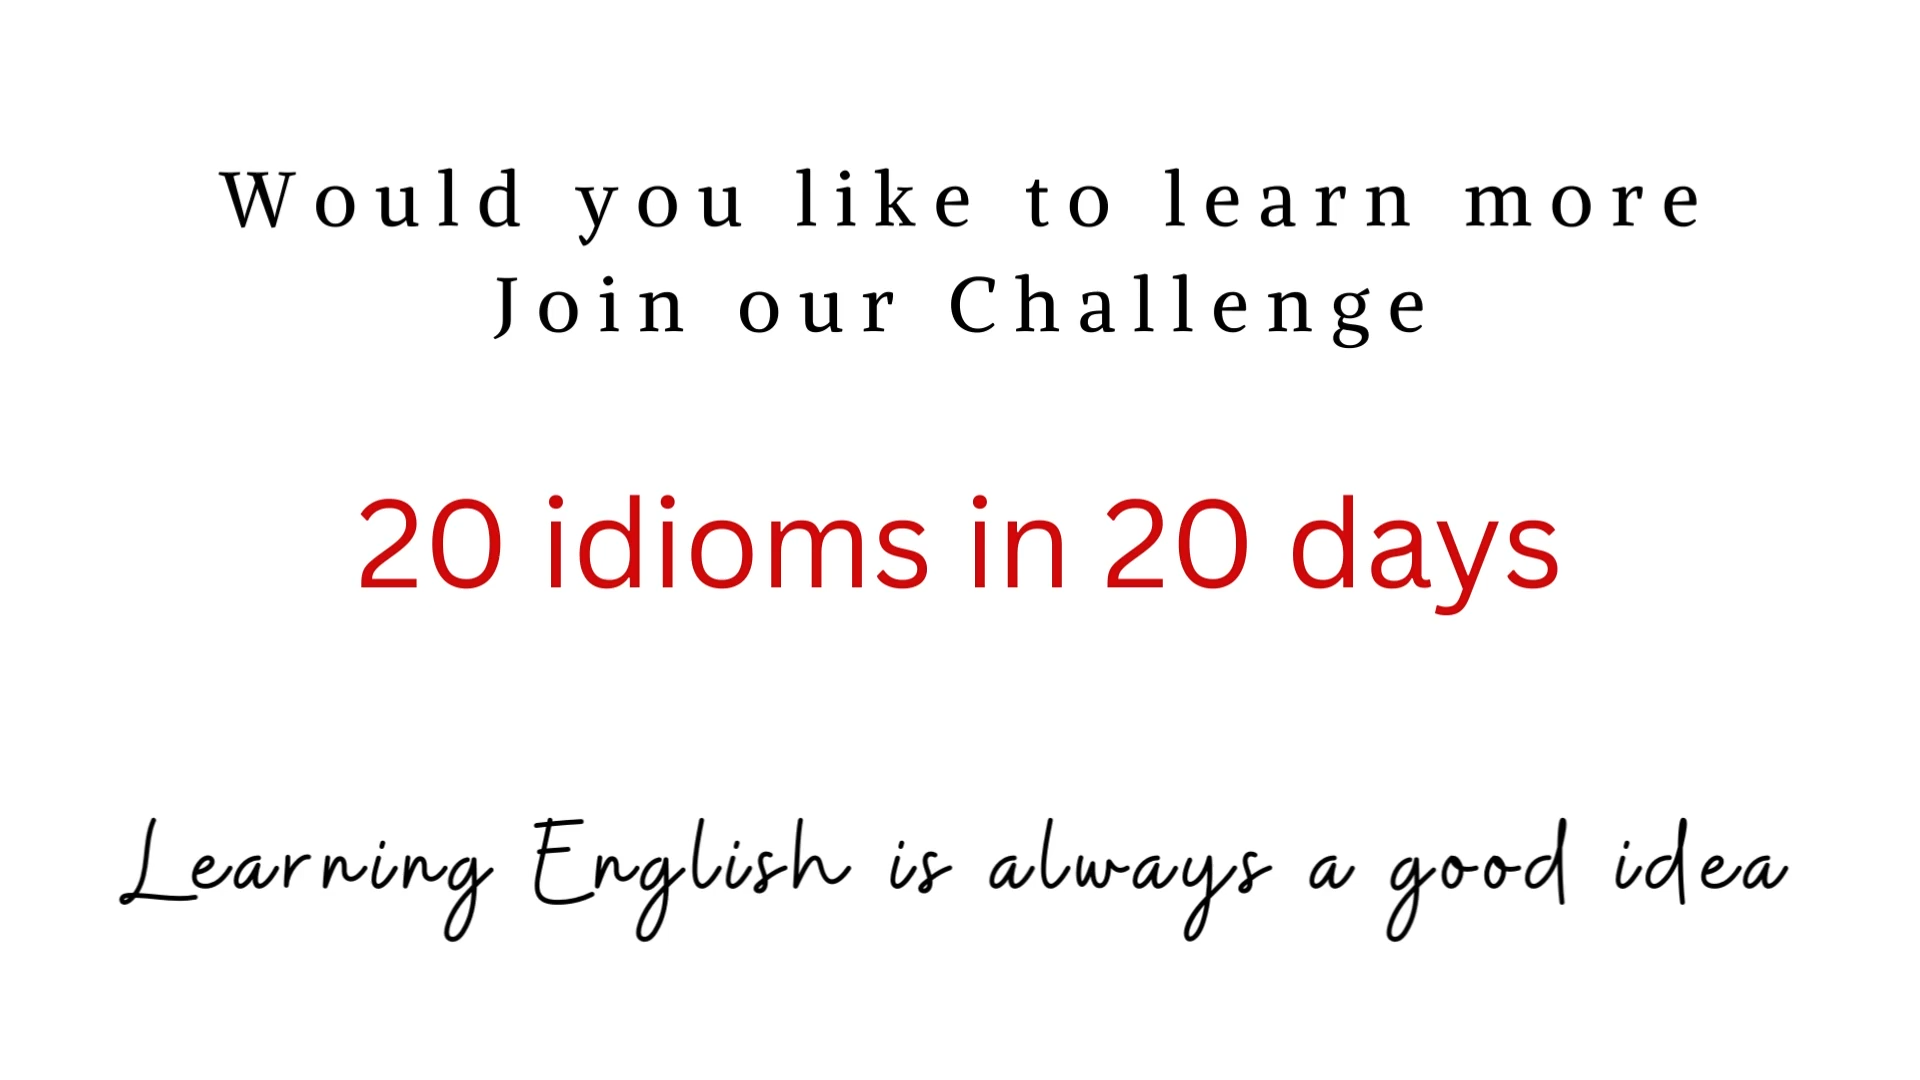 Would you like to learn more
Join our Challenge
20 idioms in 20 days
Learning English is always a good idea